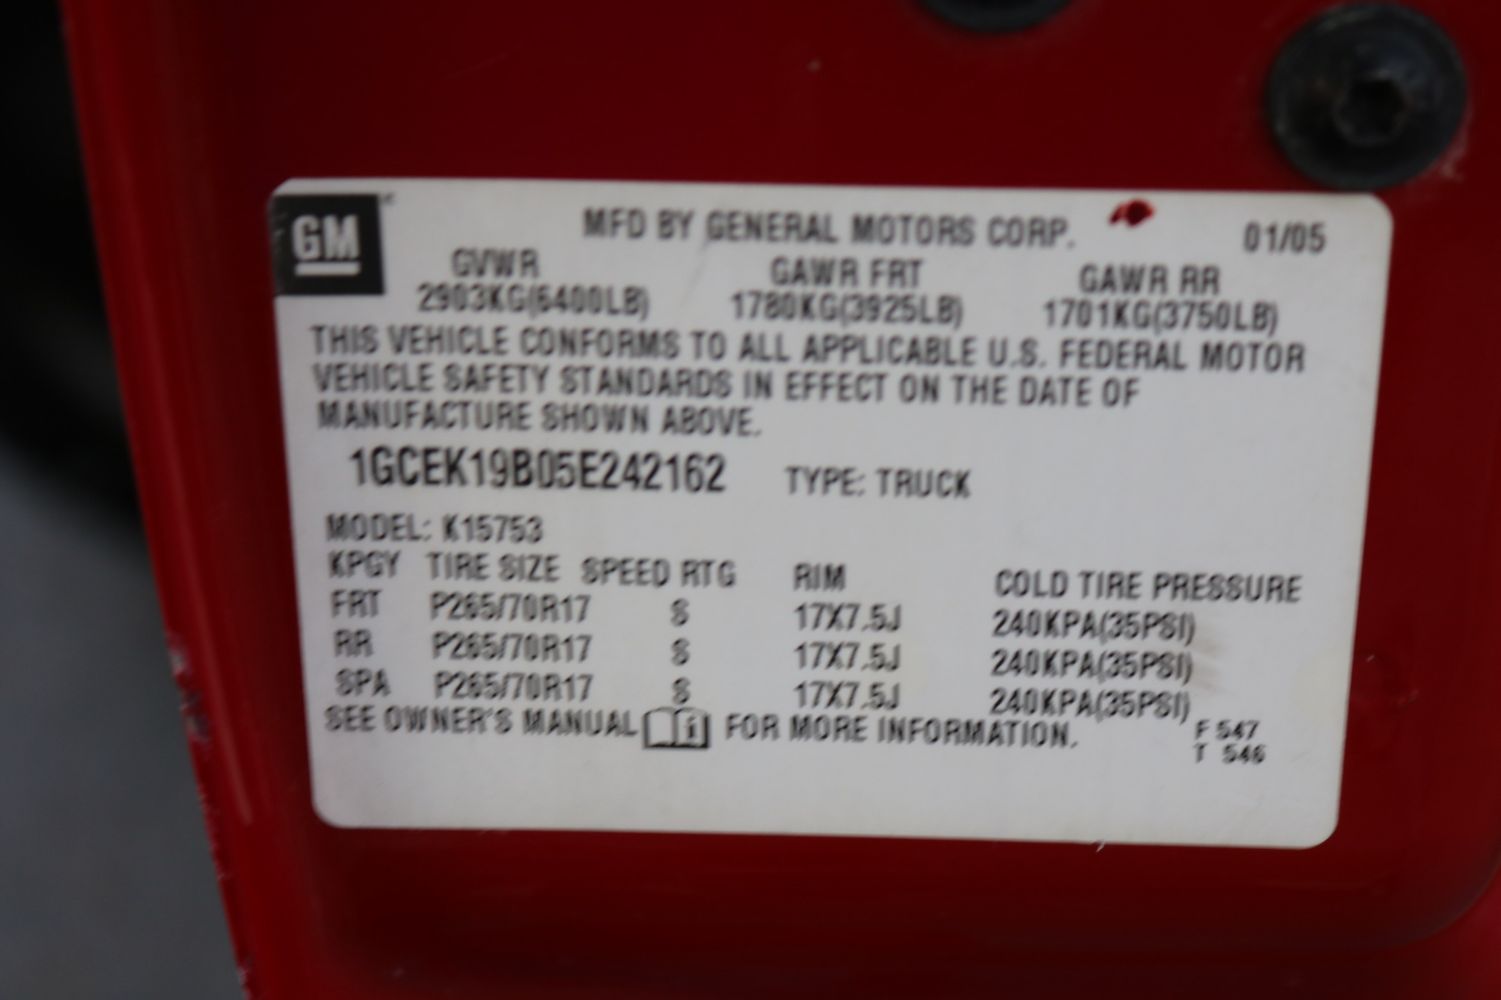 GM
MFD BY GENERAL MOTORS CORP. 01/05
GVWR GAWR FRT GAWR RR
2903KG(6400LB) 1780KG(3925LB) 1701KG(3750LB)
THIS VEHICLE CONFORMS TO ALL APPLICABLE U.S. FEDERAL MOTOR
VEHICLE SAFETY STANDARDS IN EFFECT ON THE DATE OF
MANUFACTURE SHOWN ABOVE.
1GCEK19B05E242162 TYPE: TRUCK
MODEL: K15753
KPGY TIRE SIZE SPEED RTG RIM COLD TIRE PRESSURE
FRT P265/70R17 S 17X7.5J 240KPA(35PSI)
RR P265/70R17 S 17X7.5J 240KPA(35PSI)
SPA P265/70R17 S 17X7.5J 240KPA(35PSI)
SEE OWNER'S MANUAL i FOR MORE INFORMATION. F 547
T 546